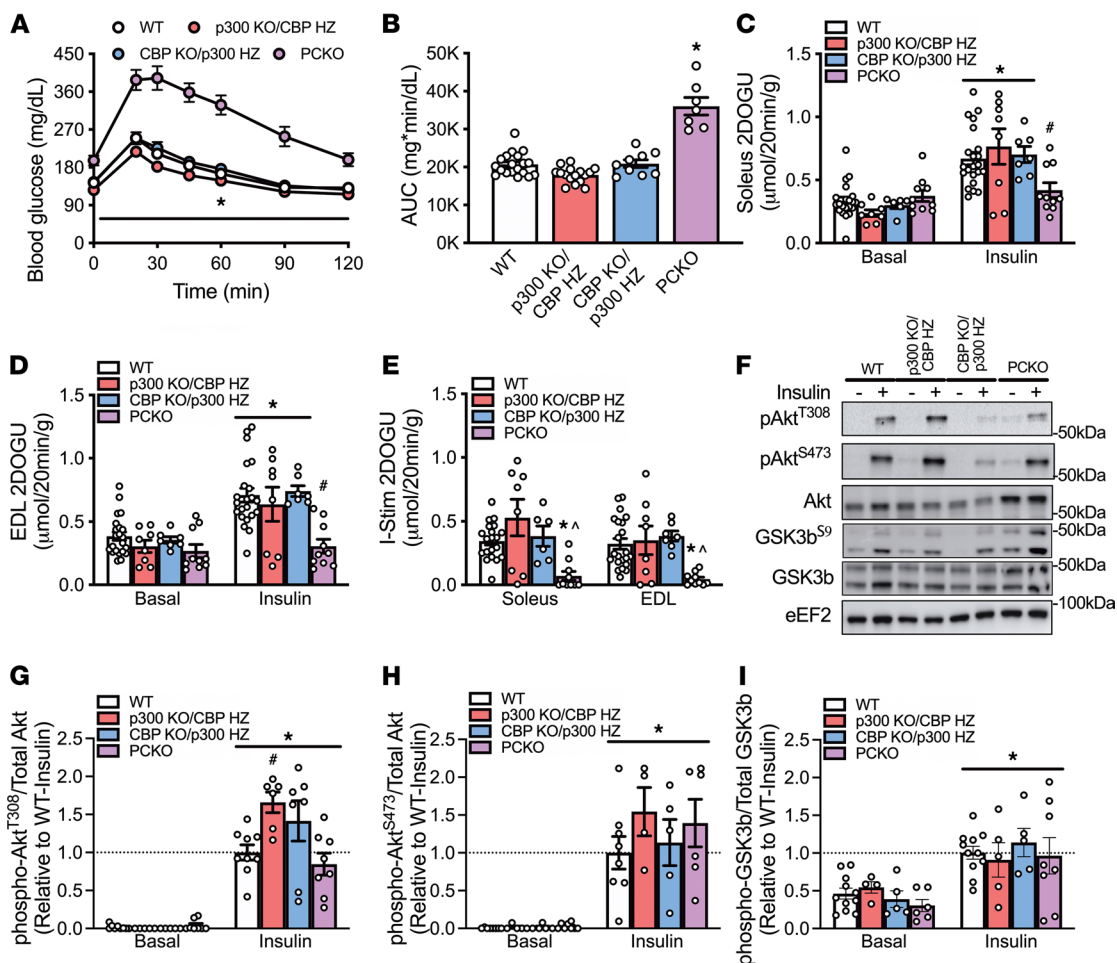 A
WT
p300 KO/CBP HZ
CBP KO/p300 HZ
PCKO
Blood glucose (mg/dL)
450
360
270
180
90
0
*
0 30 60 90 120
Time (min)
B
AUC (mg*min/dL)
50K
40K
30K
20K
10K
0K
*
WT
p300 KO/
CBP HZ
CBP KO/
p300 HZ
PCKO
C
WT
p300 KO/CBP HZ
CBP KO/p300 HZ
PCKO
Soleus 2DOGU
(μmol/20min/g)
1.5
1.0
0.5
0.0
*
#
Basal Insulin
D
WT
p300 KO/CBP HZ
CBP KO/p300 HZ
PCKO
EDL 2DOGU
(μmol/20min/g)
1.5
1.0
0.5
0.0
*
#
Basal Insulin
E
WT
p300 KO/CBP HZ
CBP KO/p300 HZ
PCKO
I-Stim 2DOGU
(μmol/20min/g)
1.5
1.0
0.5
0.0
*^
*^
Soleus EDL
F
WT
p300 KO/
CBP HZ
CBP KO/
p300 HZ
PCKO
Insulin - + - + - + - +
pAktT308
-50kDa
pAktS473
-50kDa
Akt
-50kDa
GSK3bS9
-50kDa
GSK3b
-50kDa
-100kDa
eEF2
G
WT
p300 KO/CBP HZ
CBP KO/p300 HZ
PCKO
phospho-AktT308/Total Akt
(Relative to WT-Insulin)
2.5
2.0
1.5
1.0
0.5
0.0
*
#
Basal Insulin
H
WT
p300 KO/CBP HZ
CBP KO/p300 HZ
PCKO
phospho-AktS473/Total Akt
(Relative to WT-Insulin)
2.5
2.0
1.5
1.0
0.5
0.0
*
Basal Insulin
I
WT
p300 KO/CBP HZ
CBP KO/p300 HZ
PCKO
phospho-GSK3b/Total GSK3b
(Relative to WT-Insulin)
2.5
2.0
1.5
1.0
0.5
0.0
*
Basal Insulin